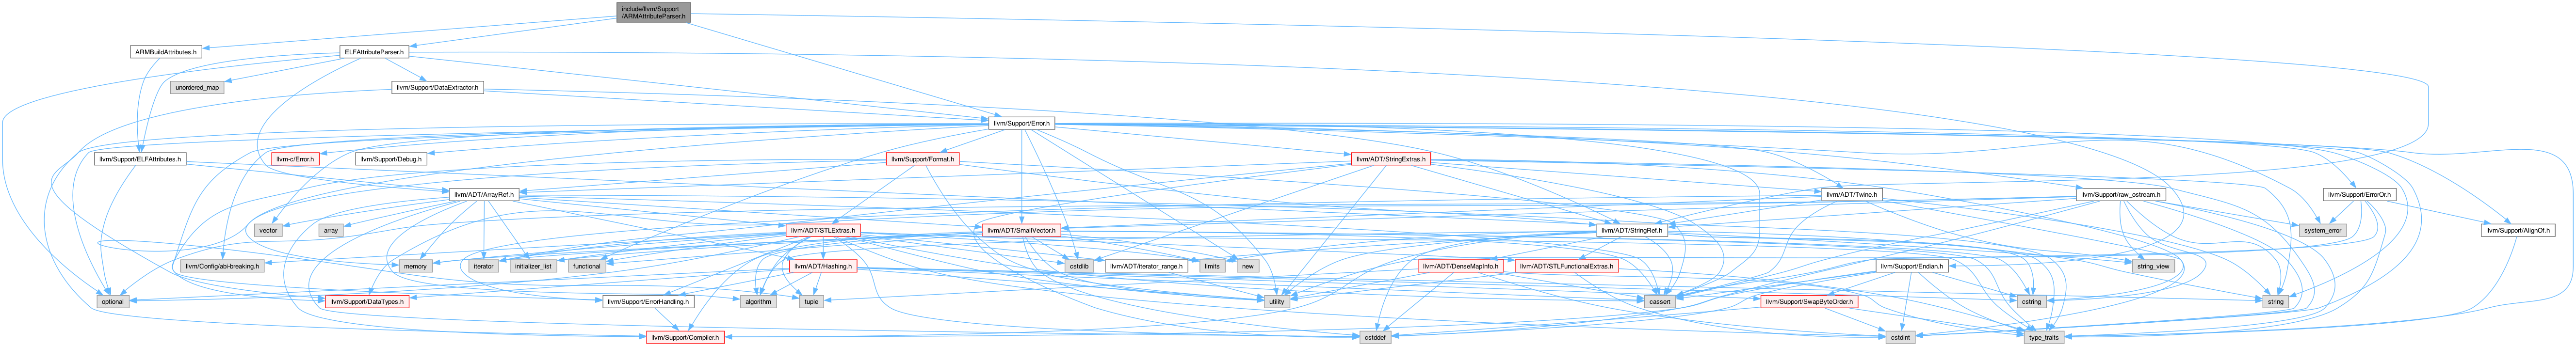 include/llvm/Support
/ARMAttributeParser.h
ARMBuildAttributes.h
ELFAttributeParser.h
unordered_map
llvm/Support/DataExtractor.h
llvm/Support/Error.h
llvm/Support/ELFAttributes.h
llvm-c/Error.h
llvm/Support/Debug.h
llvm/Support/Format.h
llvm/ADT/StringExtras.h
llvm/ADT/ArrayRef.h
llvm/ADT/Twine.h
llvm/Support/raw_ostream.h
llvm/Support/ErrorOr.h
vector
array
llvm/ADT/STLExtras.h
llvm/ADT/SmallVector.h
llvm/ADT/StringRef.h
system_error
llvm/Support/AlignOf.h
llvm/Config/abi-breaking.h
memory
iterator
initializer_list
functional
llvm/ADT/Hashing.h
cstdlib
llvm/ADT/iterator_range.h
limits
new
llvm/ADT/DenseMapInfo.h
llvm/ADT/STLFunctionalExtras.h
llvm/Support/Endian.h
string_view
optional
llvm/Support/DataTypes.h
llvm/Support/ErrorHandling.h
algorithm
tuple
utility
cassert
llvm/Support/SwapByteOrder.h
cstring
string
llvm/Support/Compiler.h
cstddef
cstdint
type_traits